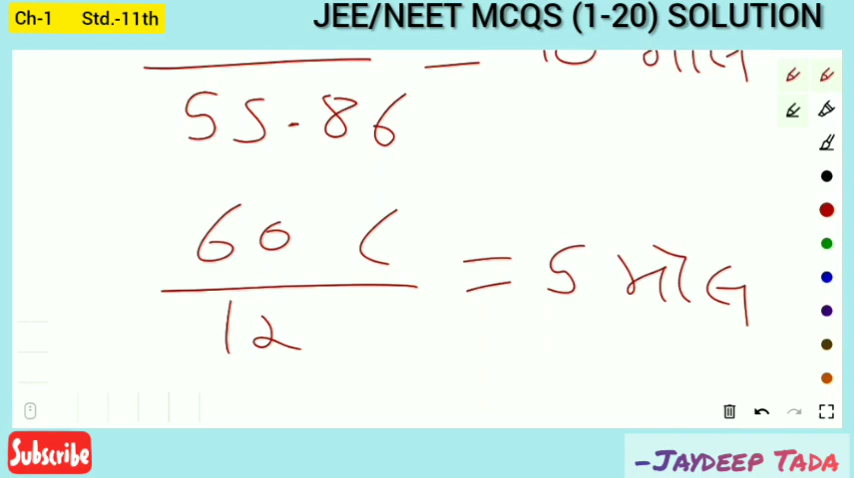 Ch-1 Std.-11th
JEE/NEET MCQS (1-20) SOLUTION
55.86
60 C
12
= 5 મોલ
Subscribe
-JAYDEEP TADA